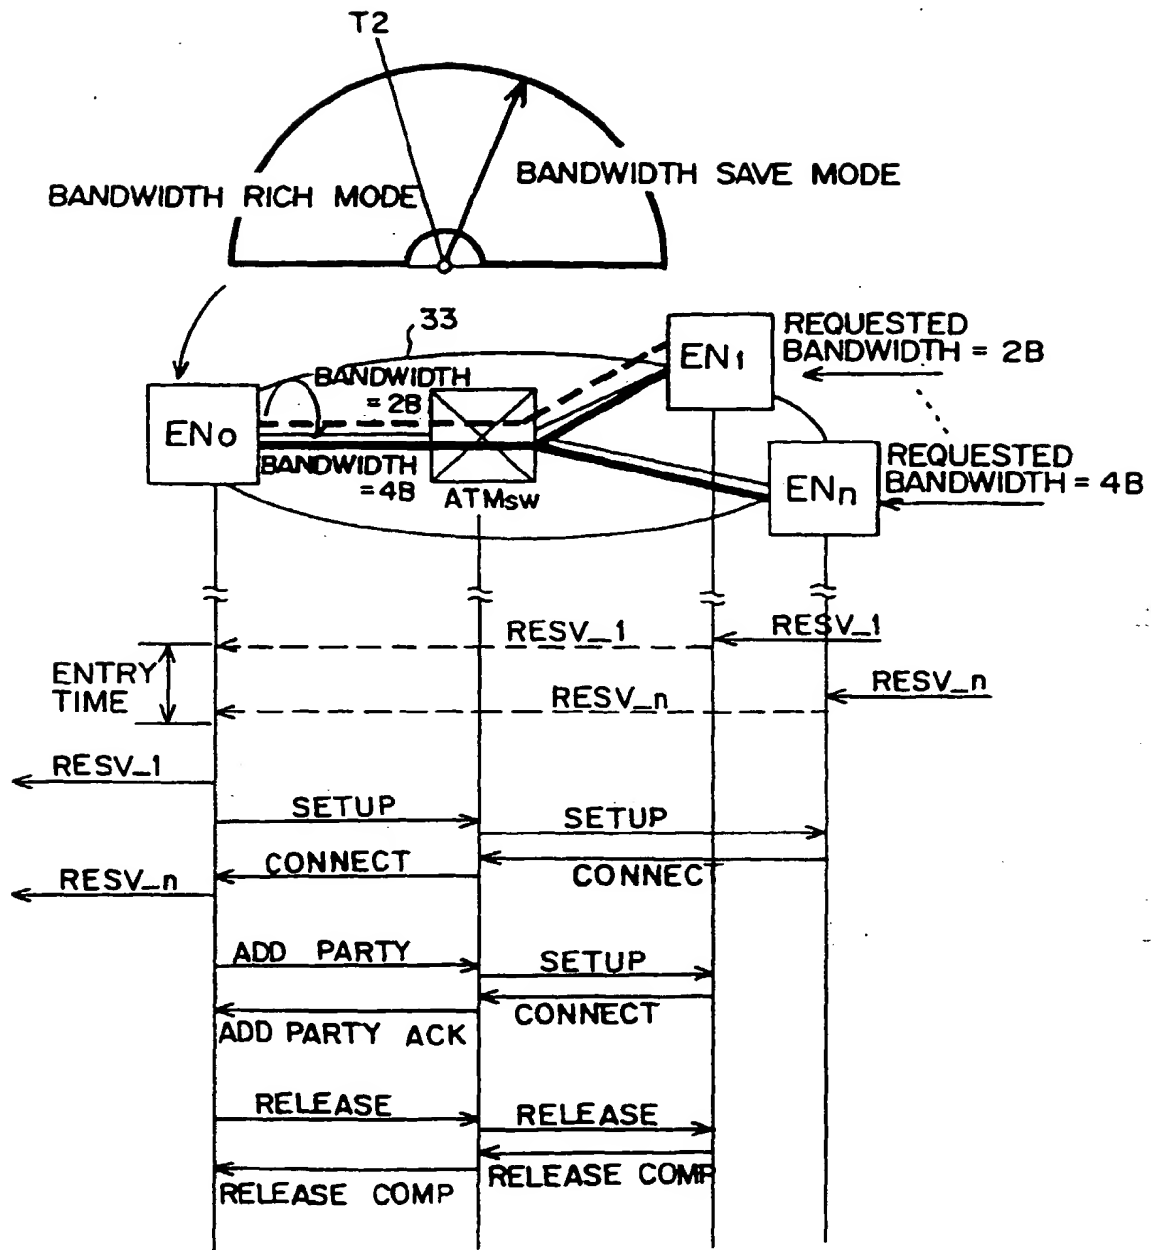 T2
BANDWIDTH RICH MODE
BANDWIDTH SAVE MODE
33
EN1
REQUESTED
BANDWIDTH = 2B
BANDWIDTH
= 2B
EN0
BANDWIDTH
=4B
ATMSW
REQUESTED
BANDWIDTH = 4B
ENn
RESV_1
RESV_1
ENTRY
TIME
RESV_n
RESV_n
RESV_1
SETUP
SETUP
CONNECT
CONNECT
RESV_n
ADD PARTY
SETUP
CONNECT
ADD PARTY ACK
RELEASE
RELEASE
RELEASE COMP
RELEASE COMP